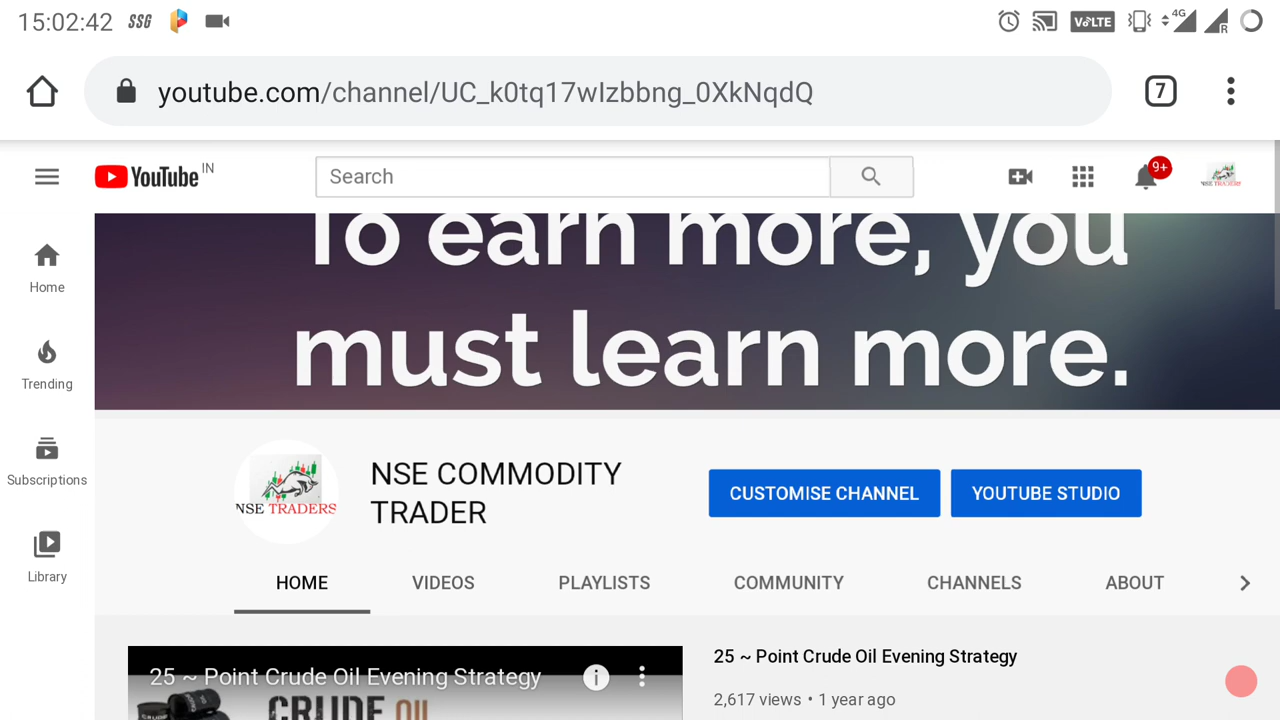 15:02:42 SSG VoLTE 4G R
youtube.com/channel/UC_k0tq17wIzbbng_0XkNqdQ 7
YouTube IN Search 9+
NSE TRADERS
To earn more, you
must learn more.
Home
Trending
Subscriptions
Library
NSE TRADERS
NSE COMMODITY
TRADER
CUSTOMISE CHANNEL YOUTUBE STUDIO
HOME VIDEOS PLAYLISTS COMMUNITY CHANNELS ABOUT
25 ~ Point Crude Oil Evening Strategy
CRUDE OIL
25 ~ Point Crude Oil Evening Strategy
2,617 views • 1 year ago